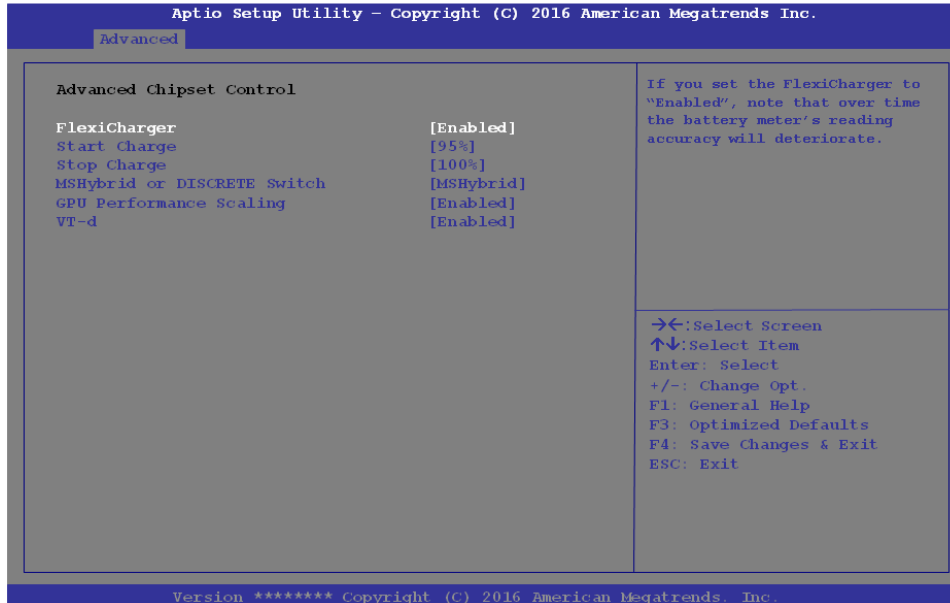 Aptio Setup Utility – Copyright (C) 2016 American Megatrends Inc.
Advanced
Advanced Chipset Control
FlexiCharger [Enabled]
Start Charge [95%]
Stop Charge [100%]
MSHybrid or DISCRETE Switch [MSHybrid]
GPU Performance Scaling [Enabled]
VT-d [Enabled]
If you set the FlexiCharger to
“Enabled”, note that over time
the battery meter’s reading
accuracy will deteriorate.
→←:Select Screen
↑↓:Select Item
Enter: Select
+/-: Change Opt.
F1: General Help
F3: Optimized Defaults
F4: Save Changes & Exit
ESC: Exit
Version ******** Copyright (C) 2016 American Megatrends. Inc.